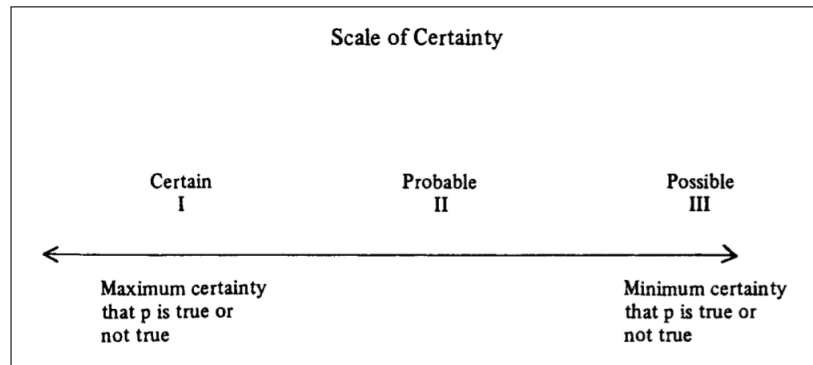 Scale of Certainty
Certain Probable Possible
I II III
Maximum certainty Minimum certainty
that p is true or that p is true or
not true not true